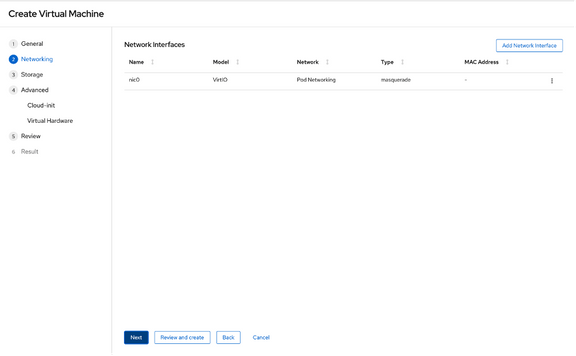 Create Virtual Machine
1 General
2 Networking
3 Storage
4 Advanced
Cloud-init
Virtual Hardware
5 Review
6 Result
Network Interfaces
Add Network Interface
Name Model Network Type MAC Address
nic0 VirtIO Pod Networking masquerade -
Next Review and create Back Cancel